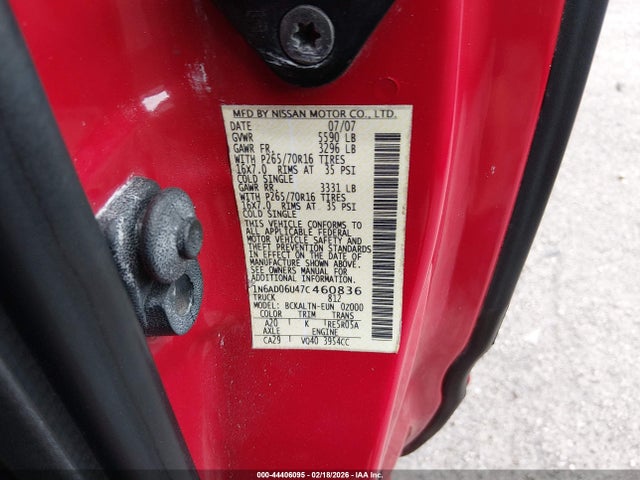 MFD BY NISSAN MOTOR CO., LTD.
DATE 07/07
GVWR 5590 LB
GAWR FR. 3296 LB
WITH P265/70R16 TIRES
16X7.0 RIMS AT 35 PSI
COLD SINGLE
GAWR RR. 3331 LB
WITH P265/70R16 TIRES
16X7.0 RIMS AT 35 PSI
COLD SINGLE
THIS VEHICLE CONFORMS TO
ALL APPLICABLE FEDERAL
MOTOR VEHICLE SAFETY AND
THEFT PREVENTION STANDARDS
IN EFFECT ON THE DATE OF
MANUFACTURE SHOWN ABOVE.
SEE OWNERS MANUAL FOR
ADDITIONAL INFORMATION
1N6AD06U47C460836
TRUCK 812
MODEL: BCKALTN-EUN 0Z000
COLOR TRIM TRANS
A20 K RE5R05A
AXLE ENGINE
CA29 VQ40 3954CC
000-44406095 - 02/18/2026 - IAA Inc.